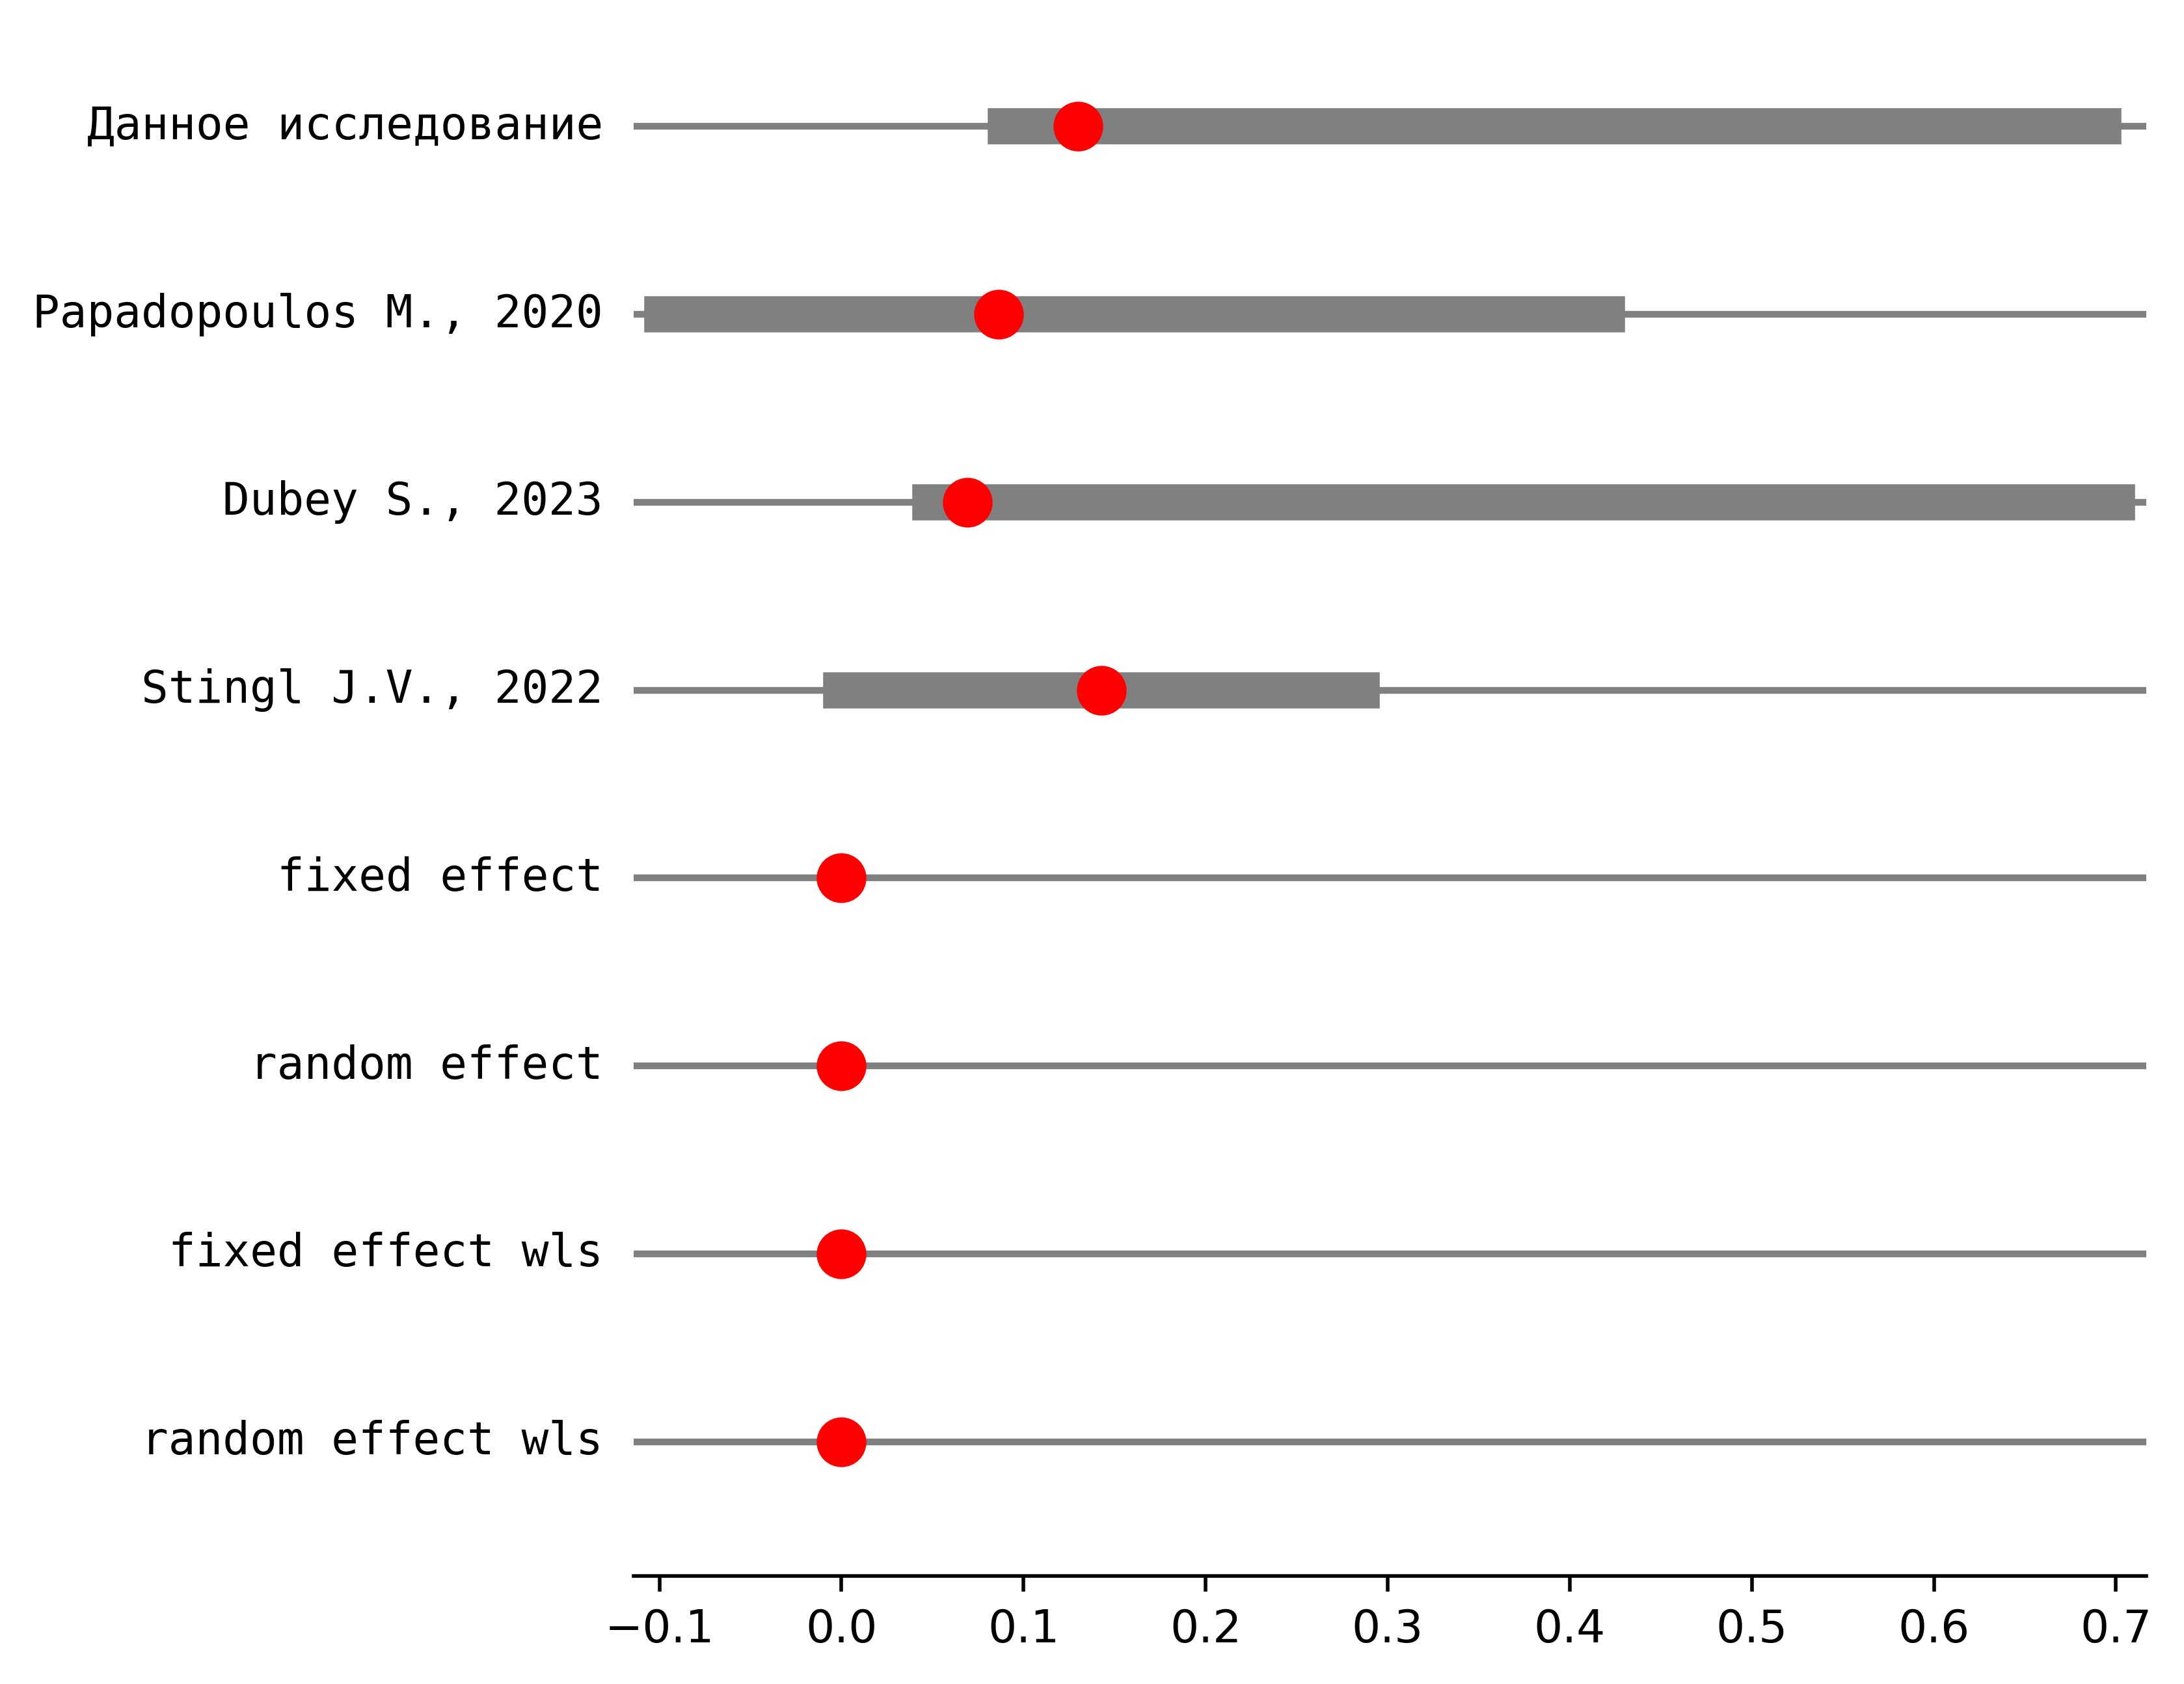 Данное исследование
Papadopoulos M., 2020
Dubey S., 2023
Stingl J.V., 2022
fixed effect
random effect
fixed effect wls
random effect wls
−0.1 0.0 0.1 0.2 0.3 0.4 0.5 0.6 0.7